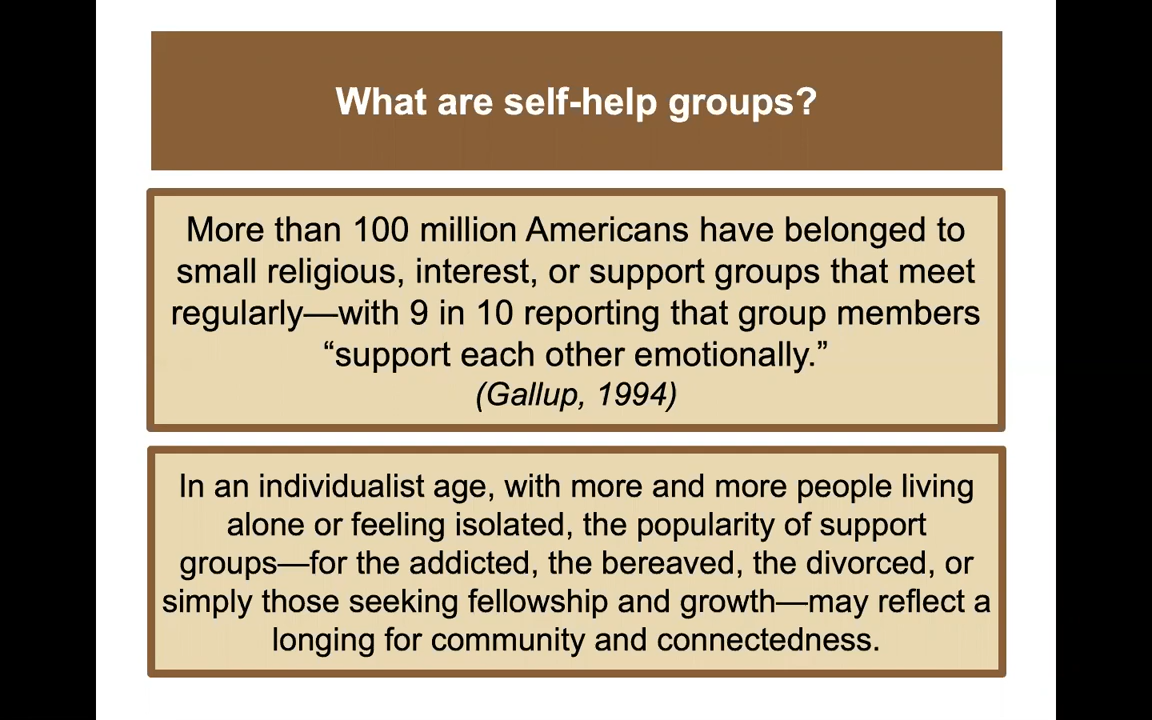 What are self-help groups?
More than 100 million Americans have belonged to
small religious, interest, or support groups that meet
regularly—with 9 in 10 reporting that group members
“support each other emotionally.”
(Gallup, 1994)
In an individualist age, with more and more people living
alone or feeling isolated, the popularity of support
groups—for the addicted, the bereaved, the divorced, or
simply those seeking fellowship and growth—may reflect a
longing for community and connectedness.